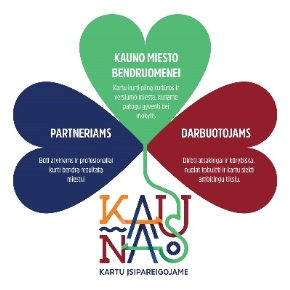 KAUNO MIESTO
BENDRUOMENEI
Kartu kurti pilną kultūros ir
verslumo miestą, kuriame
patogu gyventi bei
mokytis.
PARTNERIAMS
Būti atviriems ir profesionaliai
kurti bendrą rezultatą
miestui
DARBUOTOJAMS
Dirbti atsakingai ir kūrybiškai,
nuolat tobulėti ir kartu siekti
ambicingų tikslų.
KAU
NAS
KARTU ĮSIPAREIGOJAME